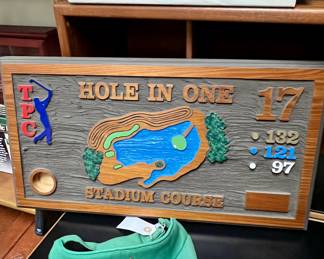 HOLE IN ONE
17
TPC
132
121
97
STADIUM COURSE